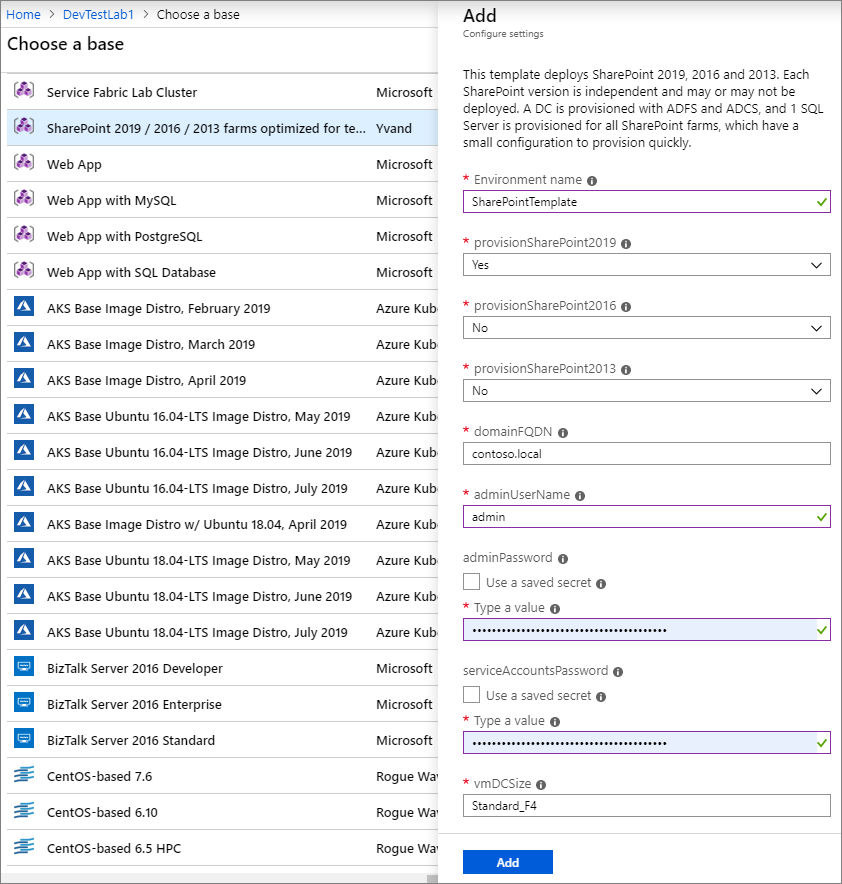 Home > DevTestLab1 > Choose a base
Choose a base
Service Fabric Lab Cluster Microsoft
SharePoint 2019 / 2016 / 2013 farms optimized for te... Yvand
Web App Microsoft
Web App with MySQL Microsoft
Web App with PostgreSQL Microsoft
Web App with SQL Database Microsoft
AKS Base Image Distro, February 2019 Azure Kub
AKS Base Image Distro, March 2019 Azure Kub
AKS Base Image Distro, April 2019 Azure Kub
AKS Base Ubuntu 16.04-LTS Image Distro, May 2019 Azure Kub
AKS Base Ubuntu 16.04-LTS Image Distro, June 2019 Azure Kub
AKS Base Ubuntu 16.04-LTS Image Distro, July 2019 Azure Kub
AKS Base Image Distro w/ Ubuntu 18.04, April 2019 Azure Kub
AKS Base Ubuntu 18.04-LTS Image Distro, May 2019 Azure Kub
AKS Base Ubuntu 18.04-LTS Image Distro, June 2019 Azure Kub
AKS Base Ubuntu 18.04-LTS Image Distro, July 2019 Azure Kub
BizTalk Server 2016 Developer Microsoft
BizTalk Server 2016 Enterprise Microsoft
BizTalk Server 2016 Standard Microsoft
CentOS-based 7.6 Rogue Wav
CentOS-based 6.10 Rogue Wav
CentOS-based 6.5 HPC Rogue Wav
Add
Configure settings
This template deploys SharePoint 2019, 2016 and 2013. Each
SharePoint version is independent and may or may not be
deployed. A DC is provisioned with ADFS and ADCS, and 1 SQL
Server is provisioned for all SharePoint farms, which have a
small configuration to provision quickly.
* Environment name
SharePointTemplate
* provisionSharePoint2019
Yes
* provisionSharePoint2016
No
* provisionSharePoint2013
No
* domainFQDN
contoso.local
* adminUserName
admin
adminPassword
Use a saved secret
* Type a value
••••••••••••••••••••••••••••••••••••••••
serviceAccountsPassword
Use a saved secret
* Type a value
••••••••••••••••••••••••••••••••••••••••
* vmDCSize
Standard_F4
Add